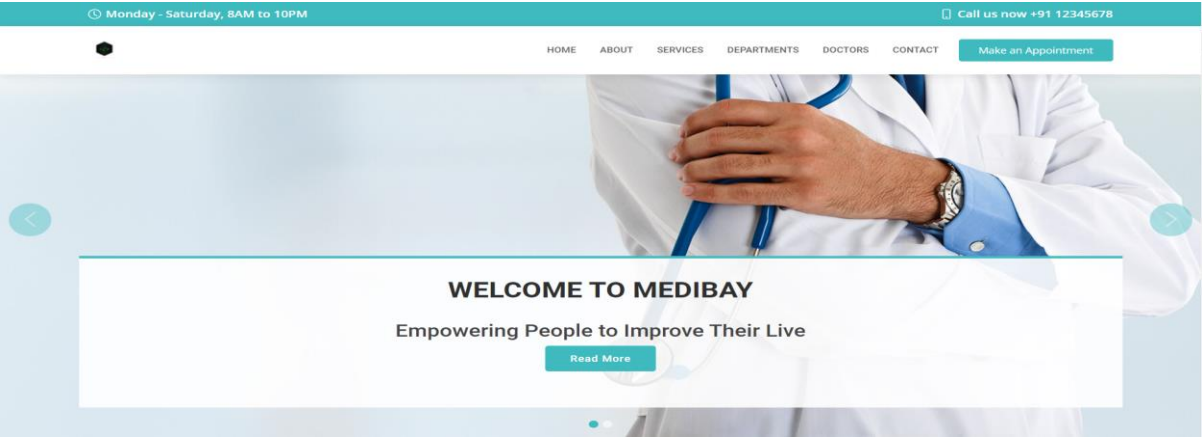 Monday - Saturday, 8AM to 10PM
Call us now +91 12345678
HOME ABOUT SERVICES DEPARTMENTS DOCTORS CONTACT Make an Appointment
WELCOME TO MEDIBAY
Empowering People to Improve Their Live
Read More